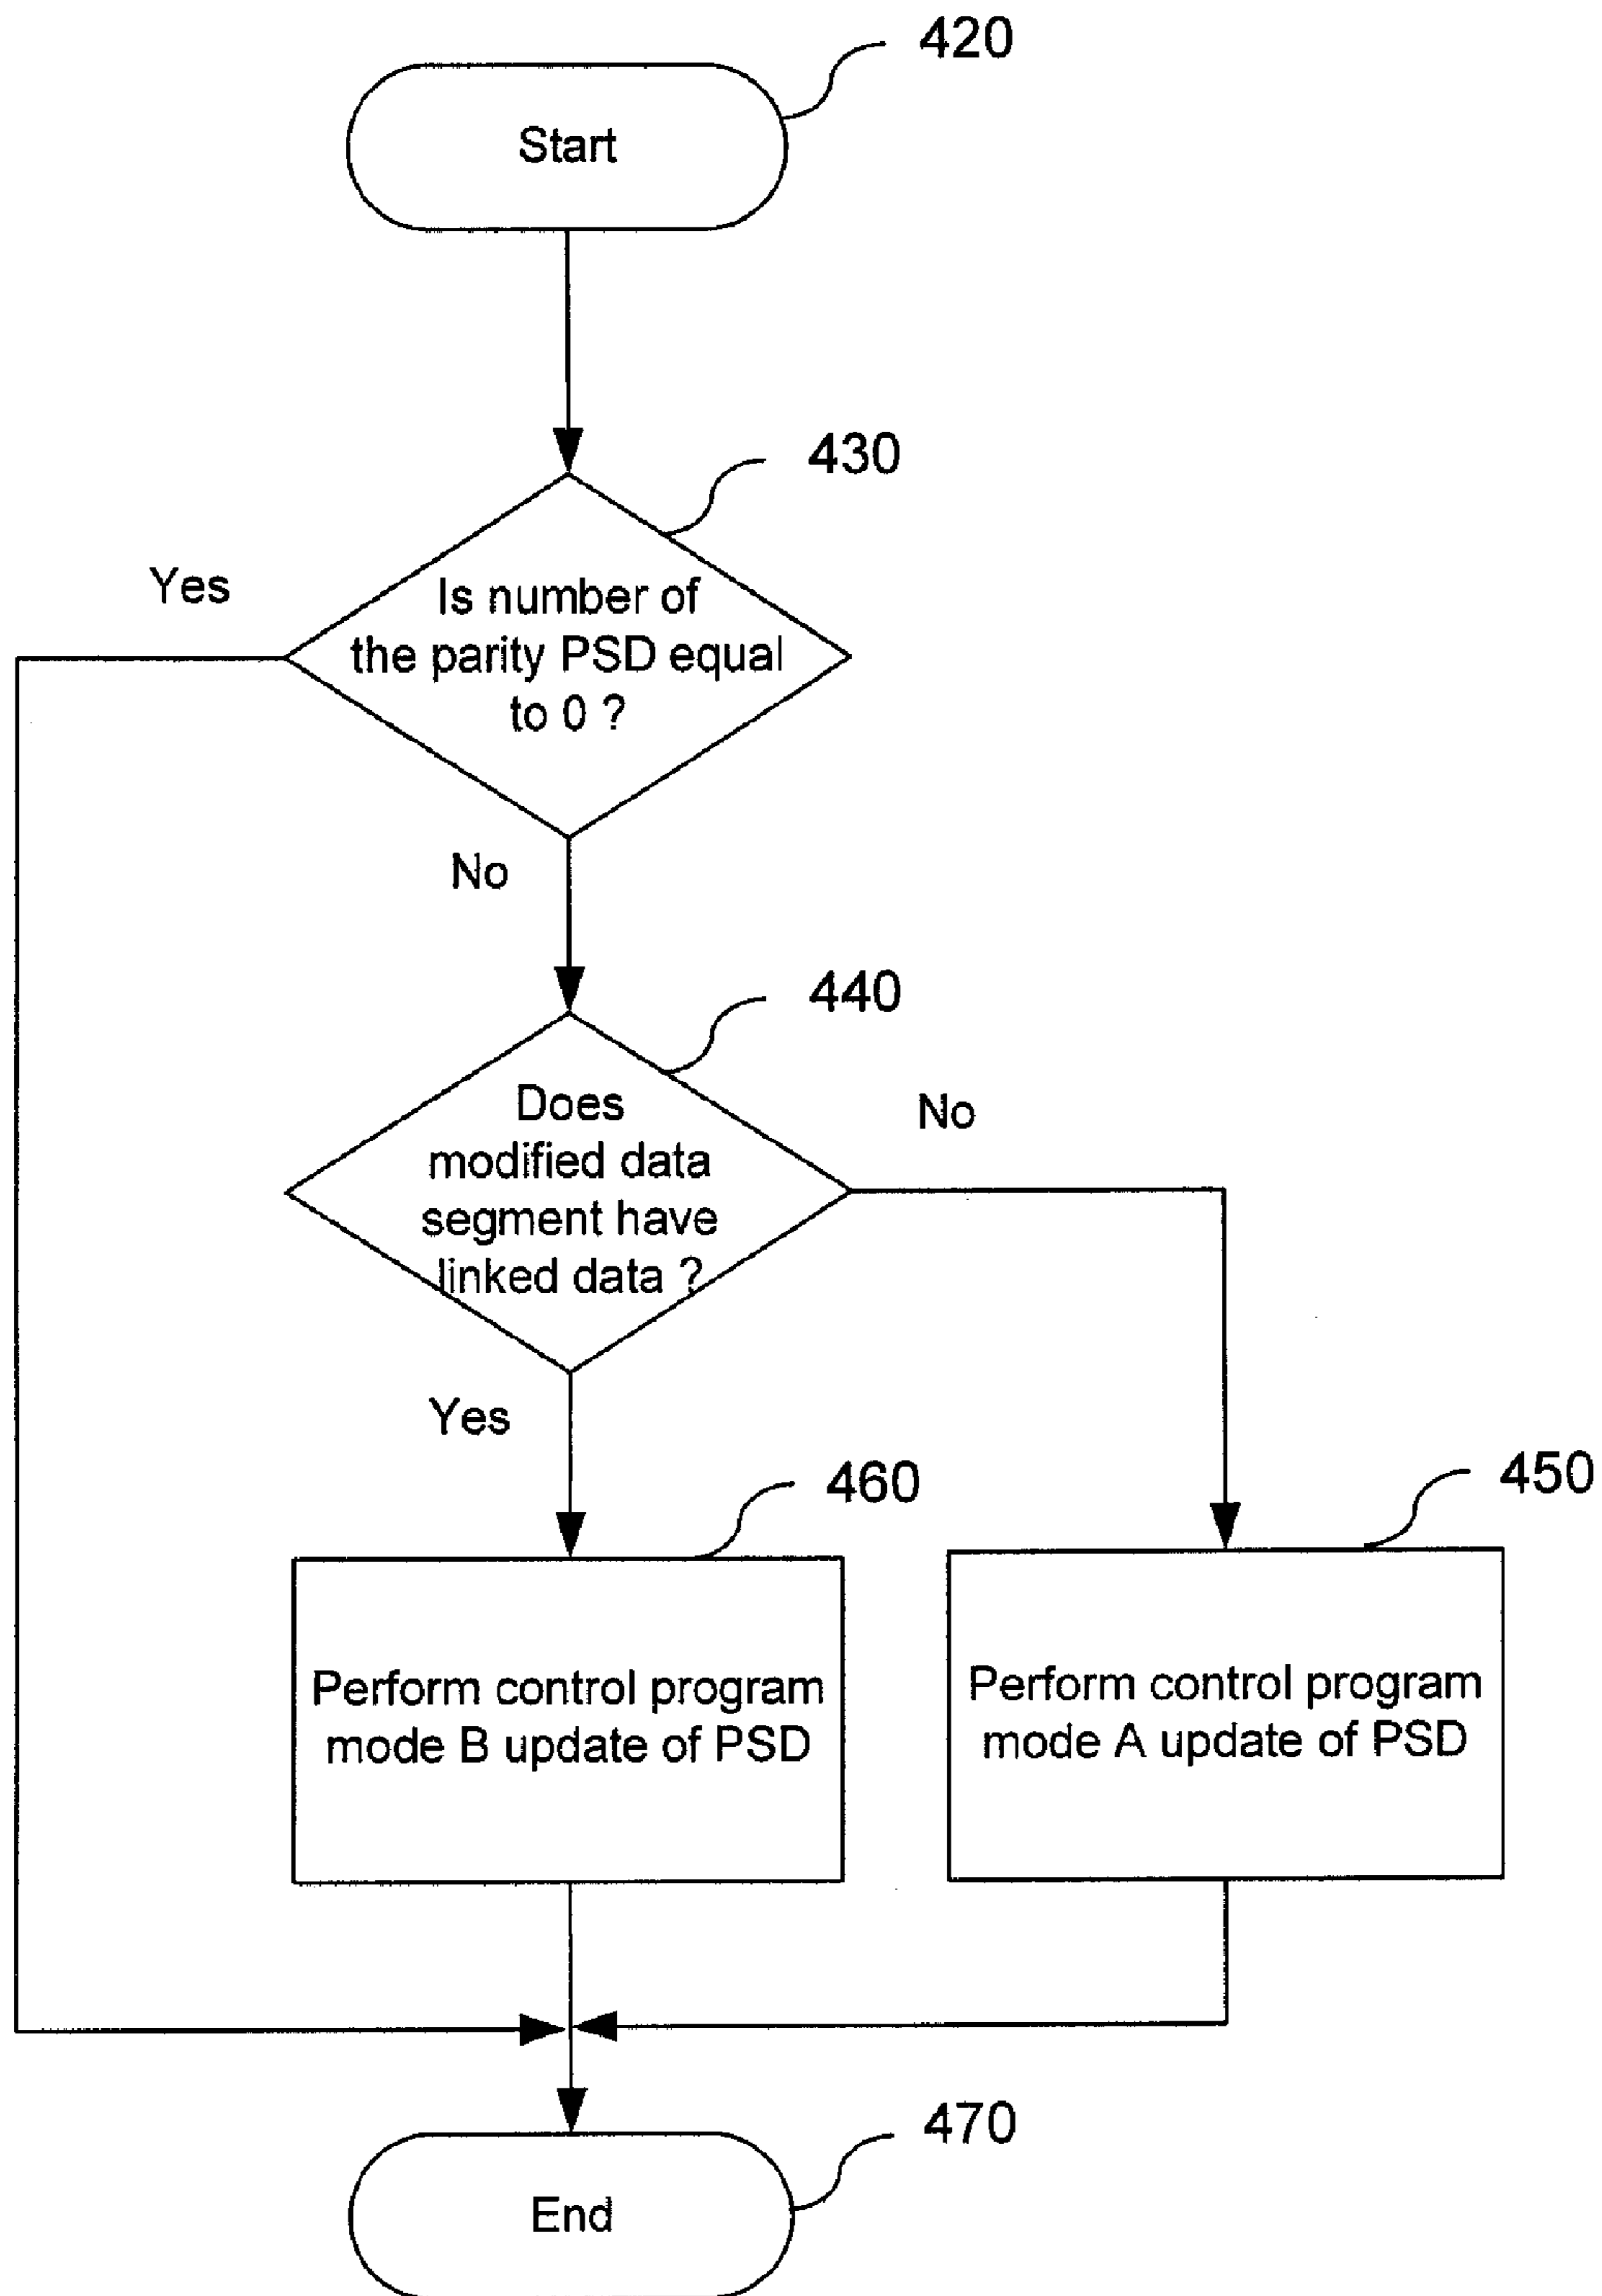 420
Start
430
Yes
Is number of
the parity PSD equal
to 0 ?
No
440
Does
modified data
segment have
linked data ?
No
Yes
460
450
Perform control program
mode B update of PSD
Perform control program
mode A update of PSD
470
End